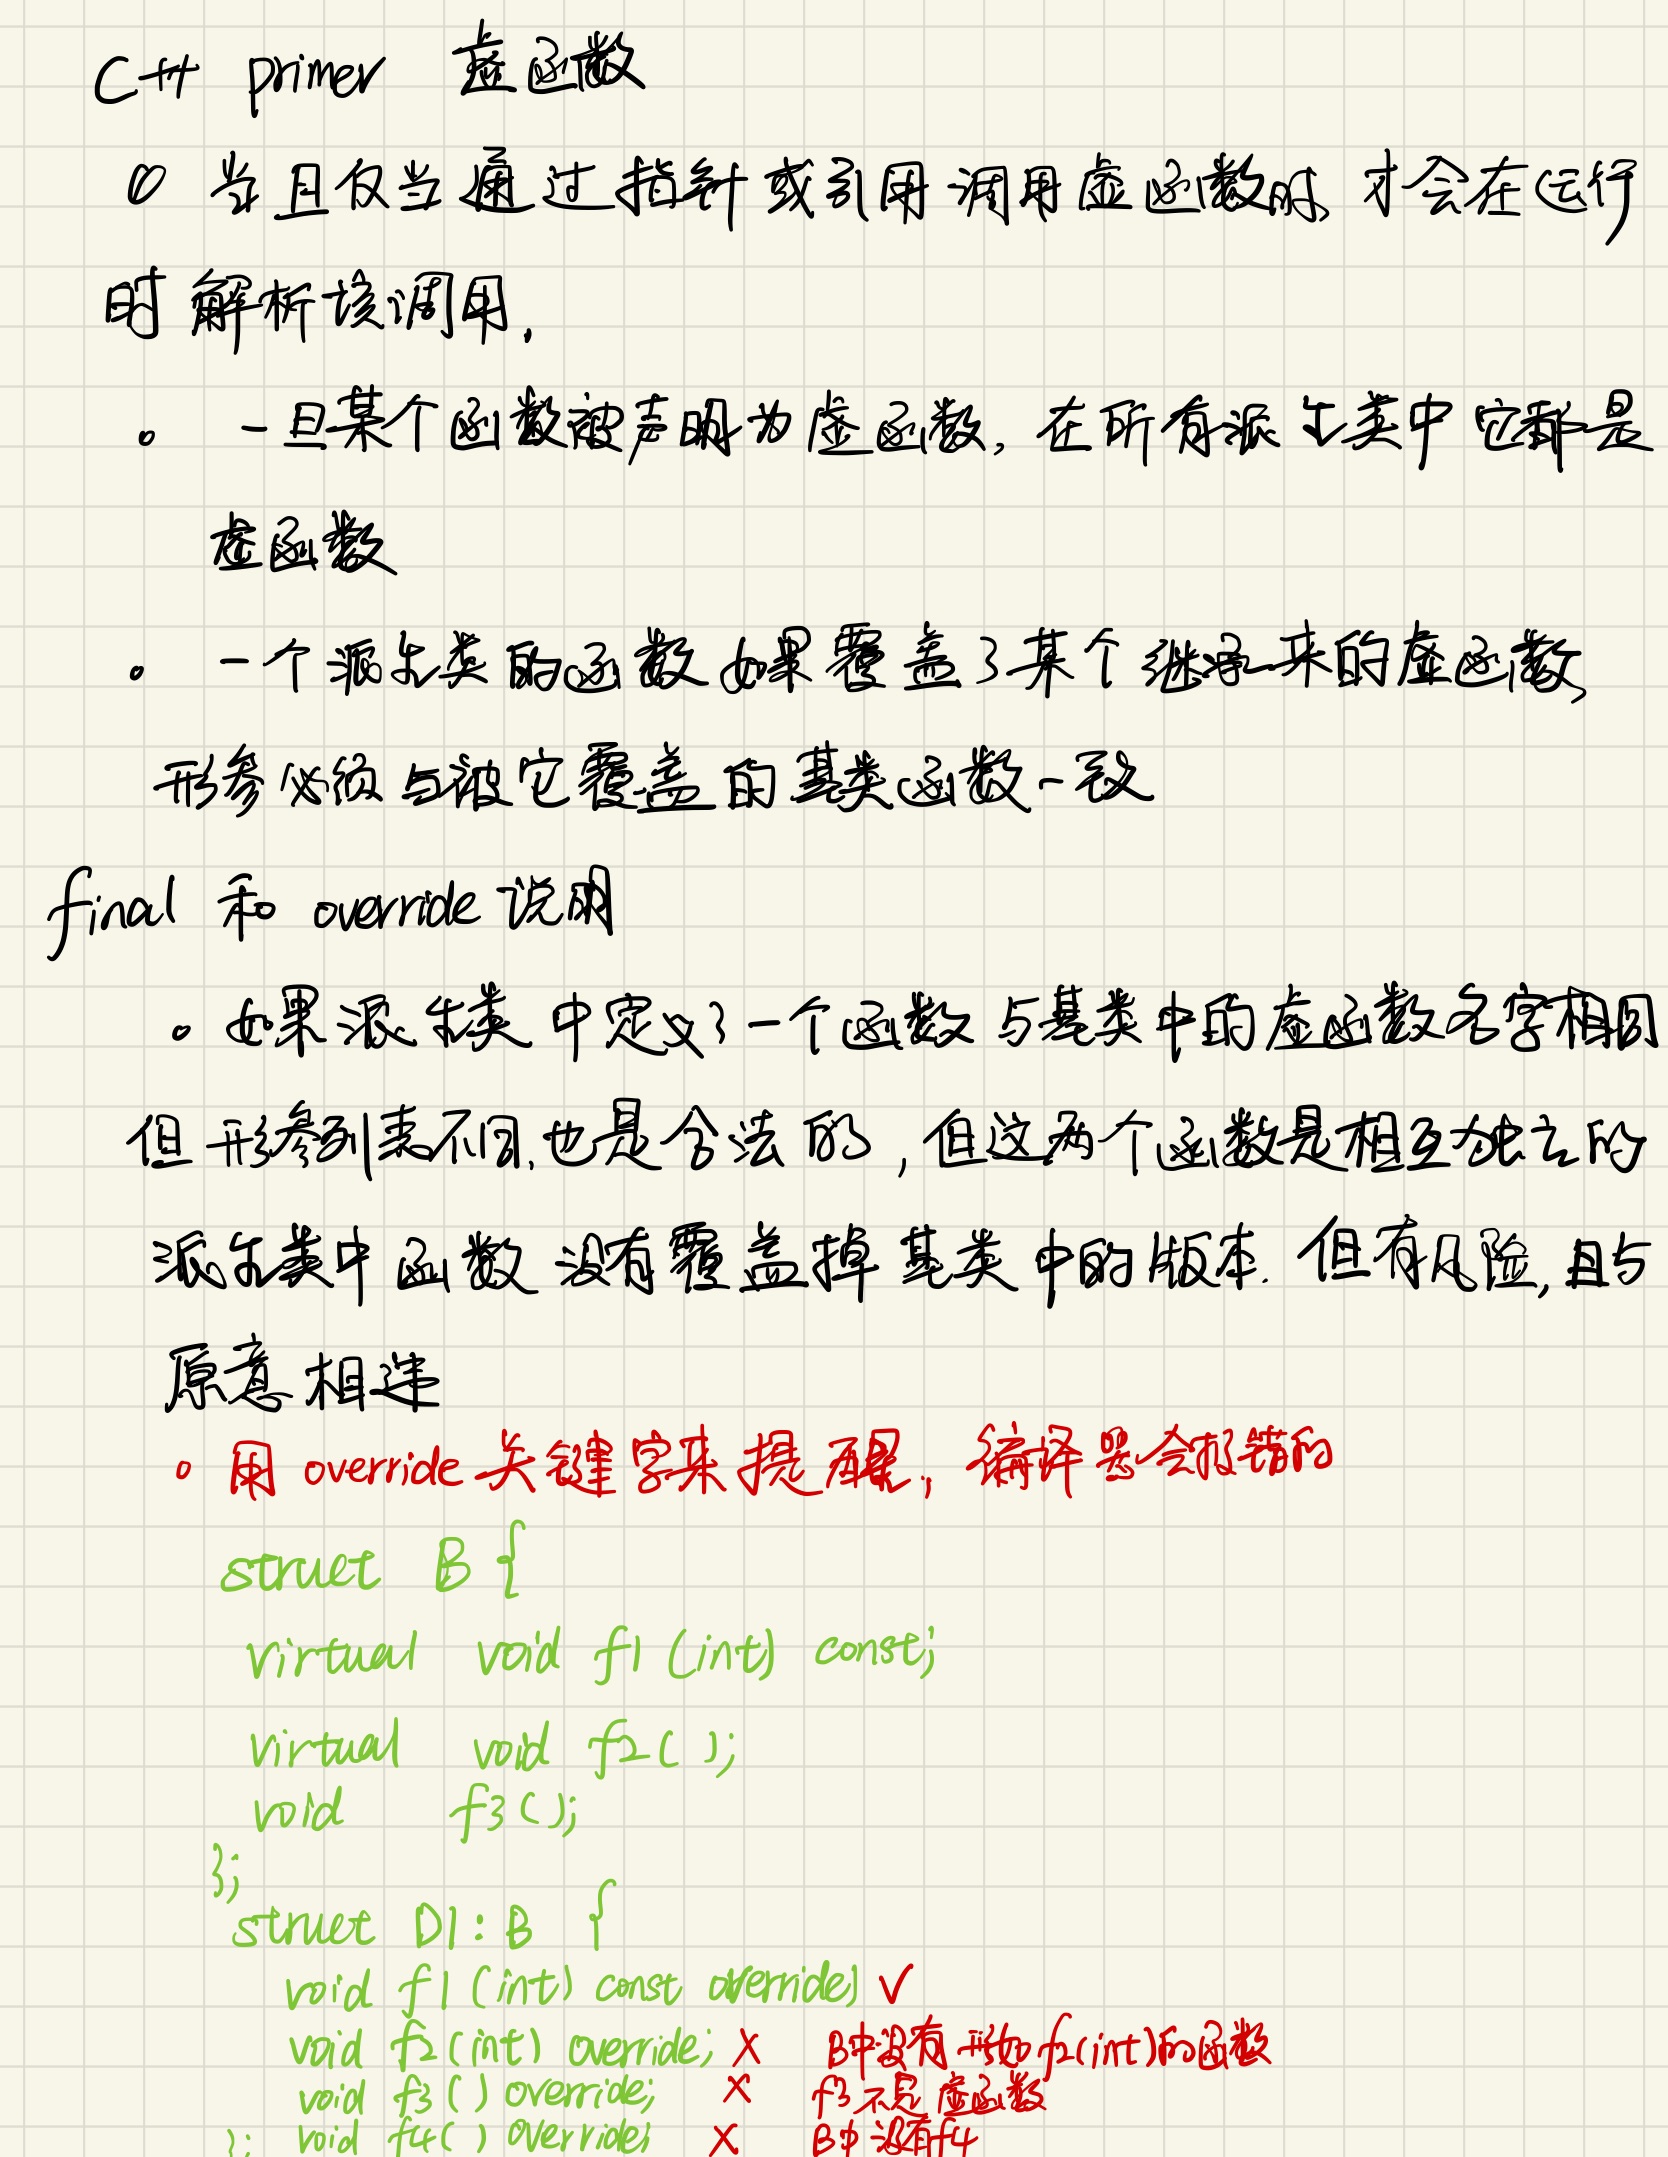 C++ primer 虚函数
。当且仅当通过指针或引用调用虚函数时，才会在运行
时解析该调用.
。一旦某个函数被声明为虚函数，在所有派生类中它都是
虚函数
。一个派生类的函数如果覆盖了某个继承来的虚函数，
形参必须与被它覆盖的基类函数一致
final 和 override 说明
。如果派生类中定义了一个函数与基类中的虚函数名字相同
但形参列表不同，也是合法的，但这两个函数是相互独立的
派生类中函数没有覆盖掉基类中的版本. 但有风险，且与
原意相违
。用 override 关键字来提醒，编译器会报错的
struct B {
virtual void f1 (int) const;
virtual void f2 ( );
void f3 ( );
};
struct D1 : B {
void f1 (int) const override; ✓
void f2 (int) override; X B中没有形如f2(int)的函数
void f3 ( ) override; X f3不是虚函数
void f4 ( ) override; X B中没有f4
};